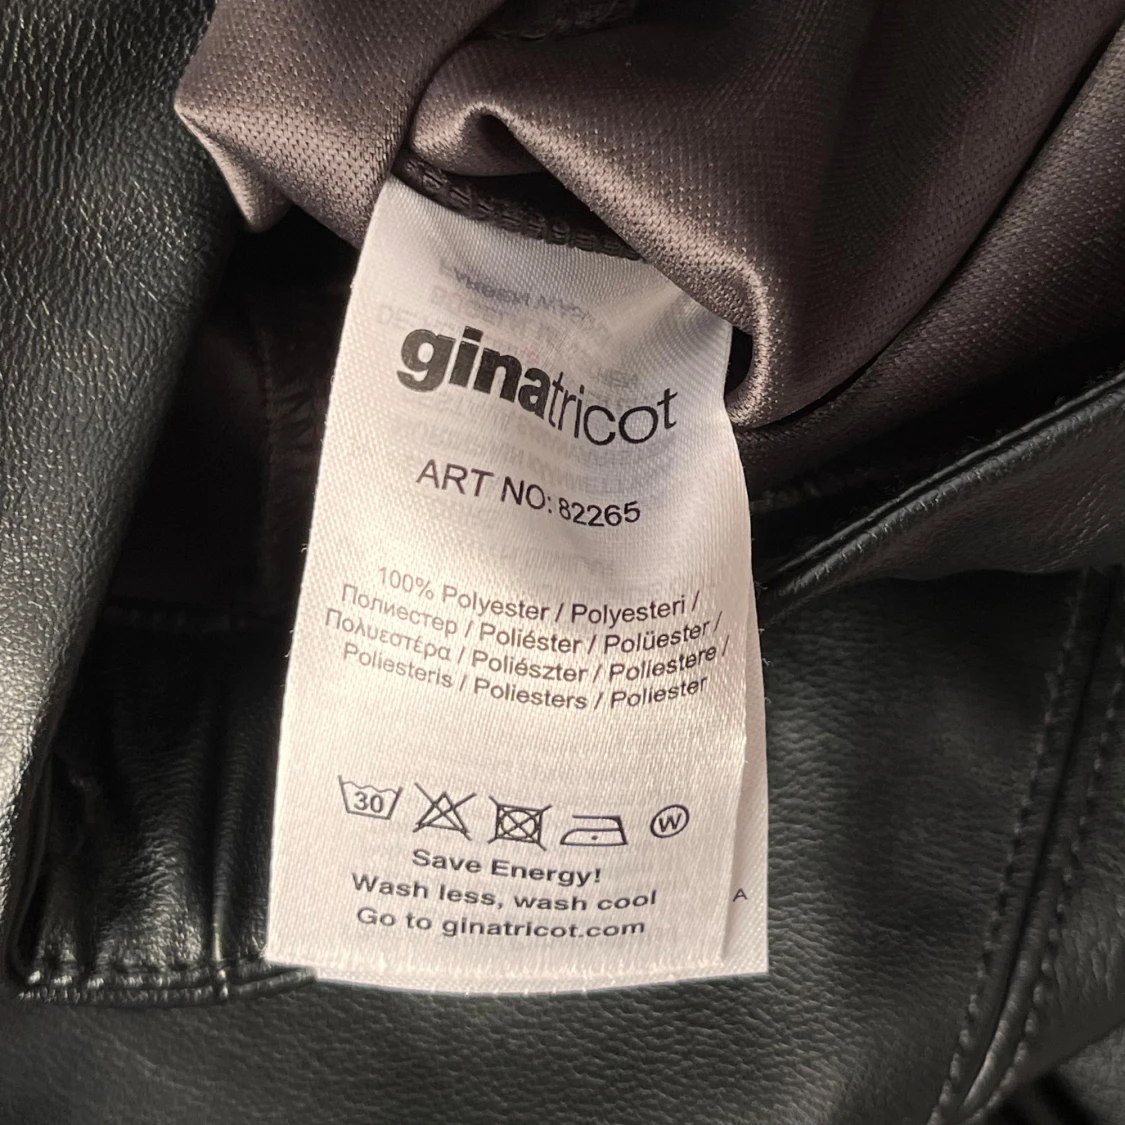 ginatricot
ART NO: 82265
100% Polyester / Polyesteri /
Полиестер / Poliéster / Polüester /
Πολυεστέρα / Poliészter / Poliestere /
Poliesteris / Poliesters / Poliester
30
W
Save Energy!
Wash less, wash cool
Go to ginatricot.com
A